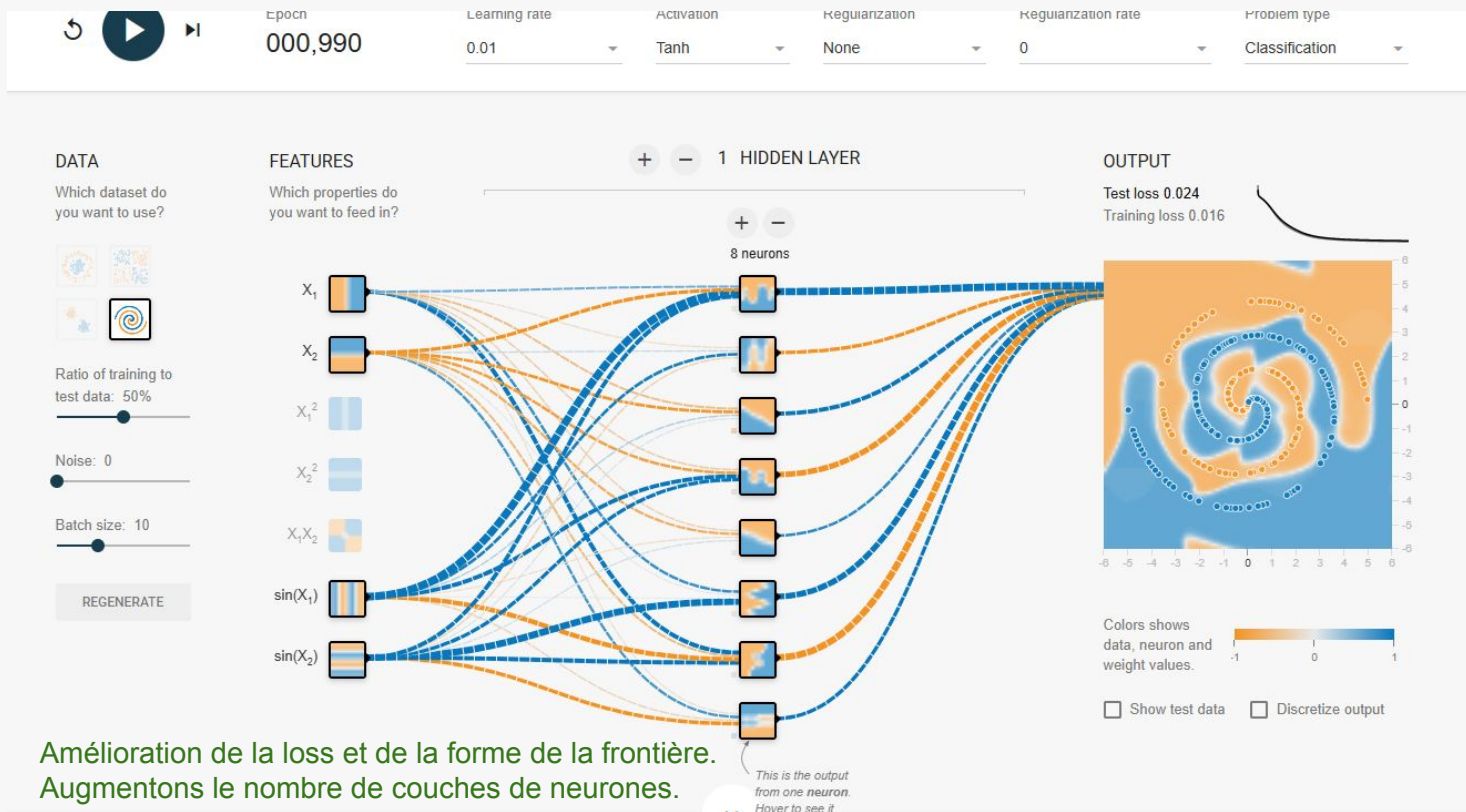 Epoch
Learning rate
Activation
Regularization
Regularization rate
Problem type
000,990
0.01
Tanh
None
0
Classification
DATA
Which dataset do
you want to use?
Ratio of training to
test data: 50%
Noise: 0
Batch size: 10
REGENERATE
FEATURES
Which properties do
you want to feed in?
X₁
X₂
X₁²
X₂²
X₁X₂
sin(X₁)
sin(X₂)
+ − 1 HIDDEN LAYER
+ −
8 neurons
This is the output
from one neuron.
Hover to see it
OUTPUT
Test loss 0.024
Training loss 0.016
6
5
4
3
2
1
0
-1
-2
-3
-4
-5
-6
-6 -5 -4 -3 -2 -1 0 1 2 3 4 5 6
Colors shows
data, neuron and
weight values.
-1 0 1
Show test data
Discretize output
Amélioration de la loss et de la forme de la frontière.
Augmentons le nombre de couches de neurones.